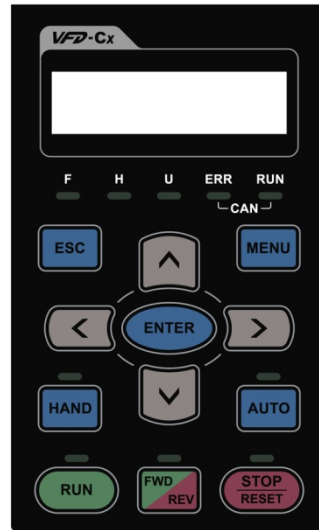 VFD-Cx
F H U ERR RUN
CAN
ESC MENU
ENTER
HAND AUTO
RUN FWD REV STOP RESET